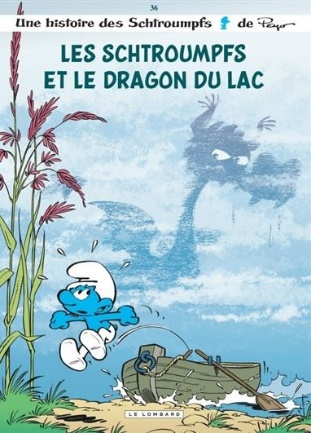 36
Une histoire des Schtroumpfs de Peyo
LES SCHTROUMPFS
ET LE DRAGON DU LAC
LE LOMBARD